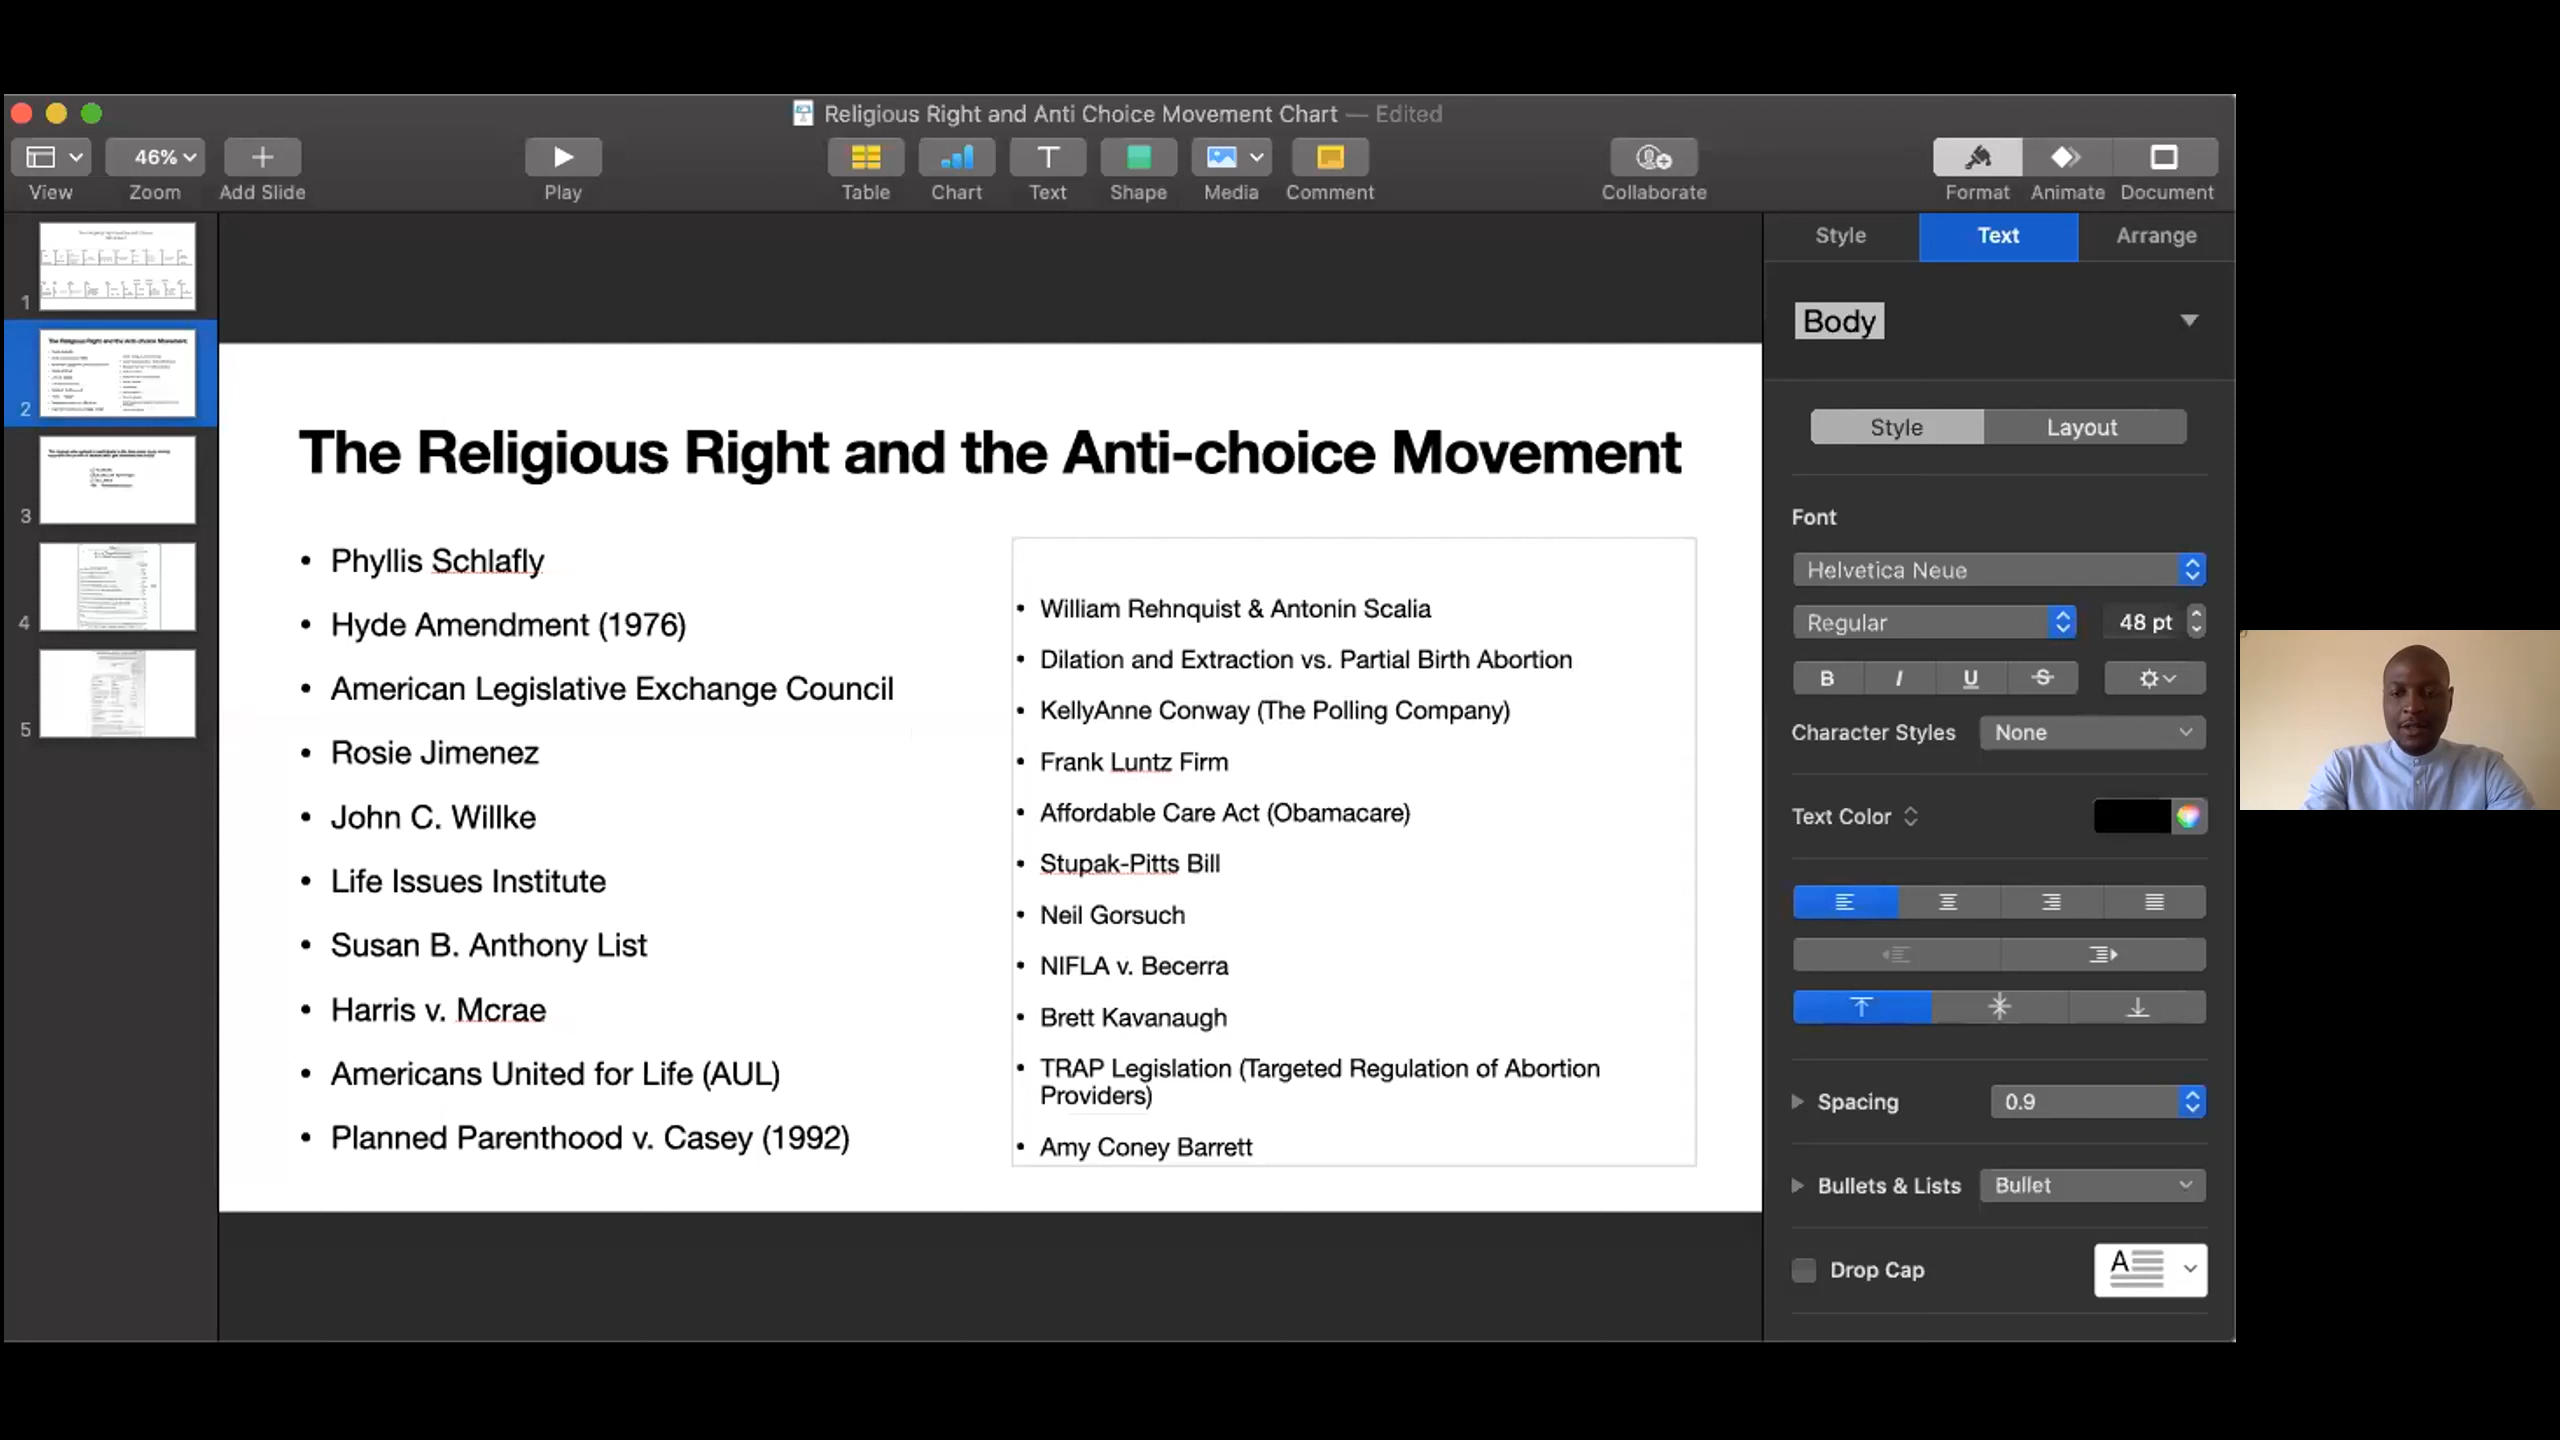 Religious Right and Anti Choice Movement Chart — Edited
46%
View
Zoom
Add Slide
Play
Table
Chart
Text
Shape
Media
Comment
Collaborate
Format
Animate
Document
1
2
3
4
5
The Religious Right and the Anti-choice Movement
• Phyllis Schlafly
• Hyde Amendment (1976)
• American Legislative Exchange Council
• Rosie Jimenez
• John C. Willke
• Life Issues Institute
• Susan B. Anthony List
• Harris v. Mcrae
• Americans United for Life (AUL)
• Planned Parenthood v. Casey (1992)
• William Rehnquist & Antonin Scalia
• Dilation and Extraction vs. Partial Birth Abortion
• KellyAnne Conway (The Polling Company)
• Frank Luntz Firm
• Affordable Care Act (Obamacare)
• Stupak-Pitts Bill
• Neil Gorsuch
• NIFLA v. Becerra
• Brett Kavanaugh
• TRAP Legislation (Targeted Regulation of Abortion
Providers)
• Amy Coney Barrett
Style
Text
Arrange
Body
Style
Layout
Font
Helvetica Neue
Regular
48 pt
B I U S
Character Styles
None
Text Color
Spacing
0.9
Bullets & Lists
Bullet
Drop Cap
A